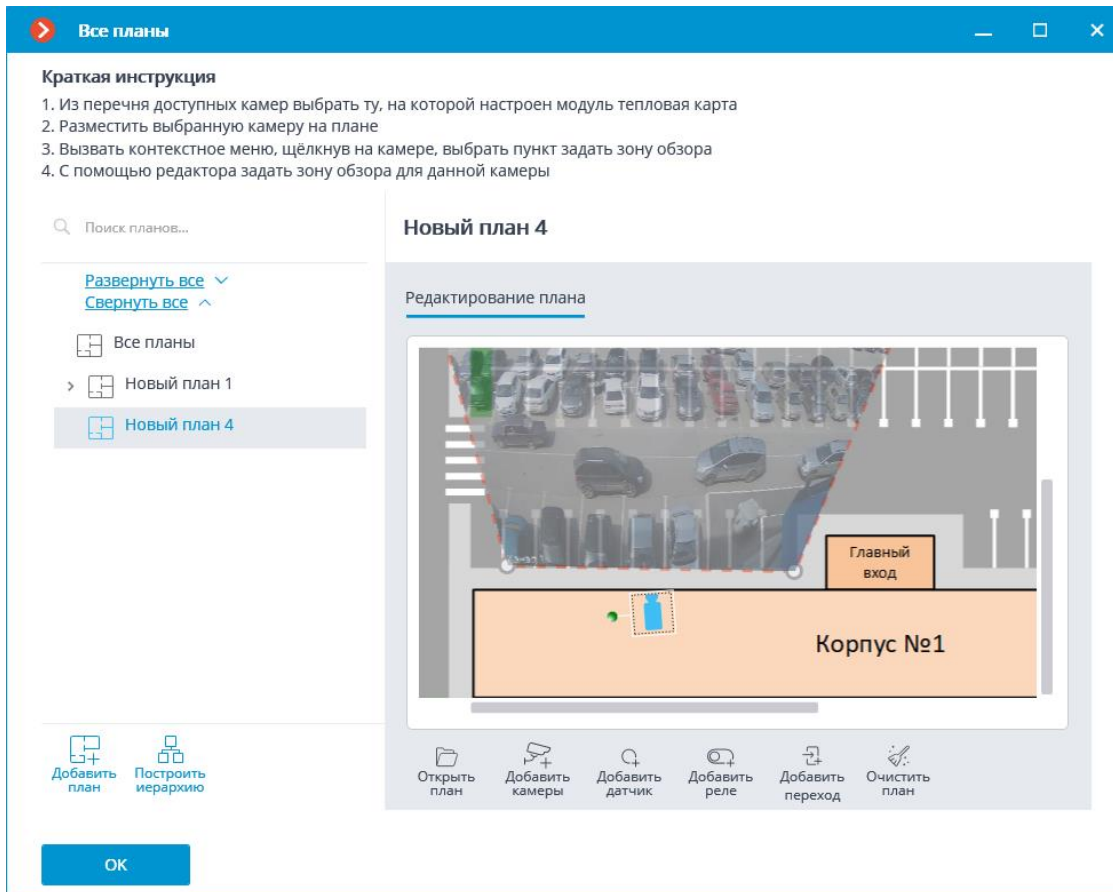 Все планы
Краткая инструкция
1. Из перечня доступных камер выбрать ту, на которой настроен модуль тепловая карта
2. Разместить выбранную камеру на плане
3. Вызвать контекстное меню, щёлкнув на камере, выбрать пункт задать зону обзора
4. С помощью редактора задать зону обзора для данной камеры
Поиск планов...
Развернуть все
Свернуть все
Все планы
Новый план 1
Новый план 4
Добавить
план
Построить
иерархию
Новый план 4
Редактирование плана
Главный
вход
Корпус №1
Открыть
план
Добавить
камеры
Добавить
датчик
Добавить
реле
Добавить
переход
Очистить
план
ОК